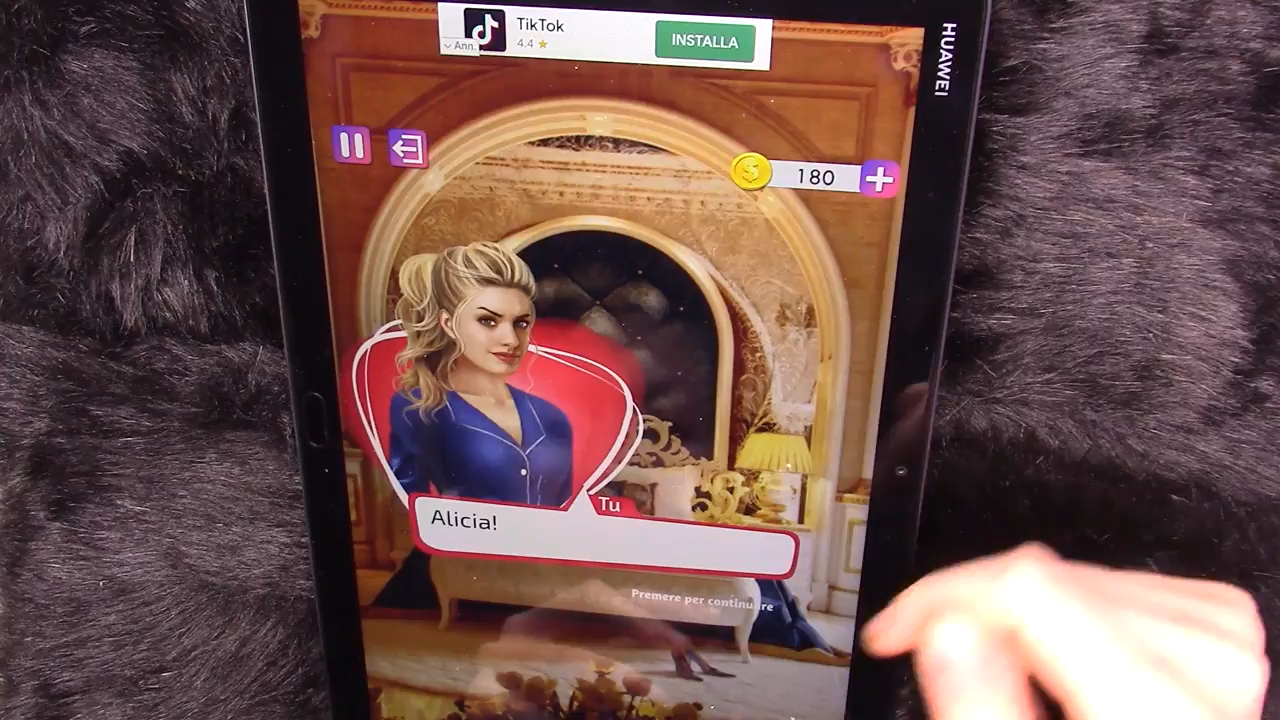 TikTok
4.4
Ann.
INSTALLA
HUAWEI
180
Tu
Alicia!
Premere per continuare